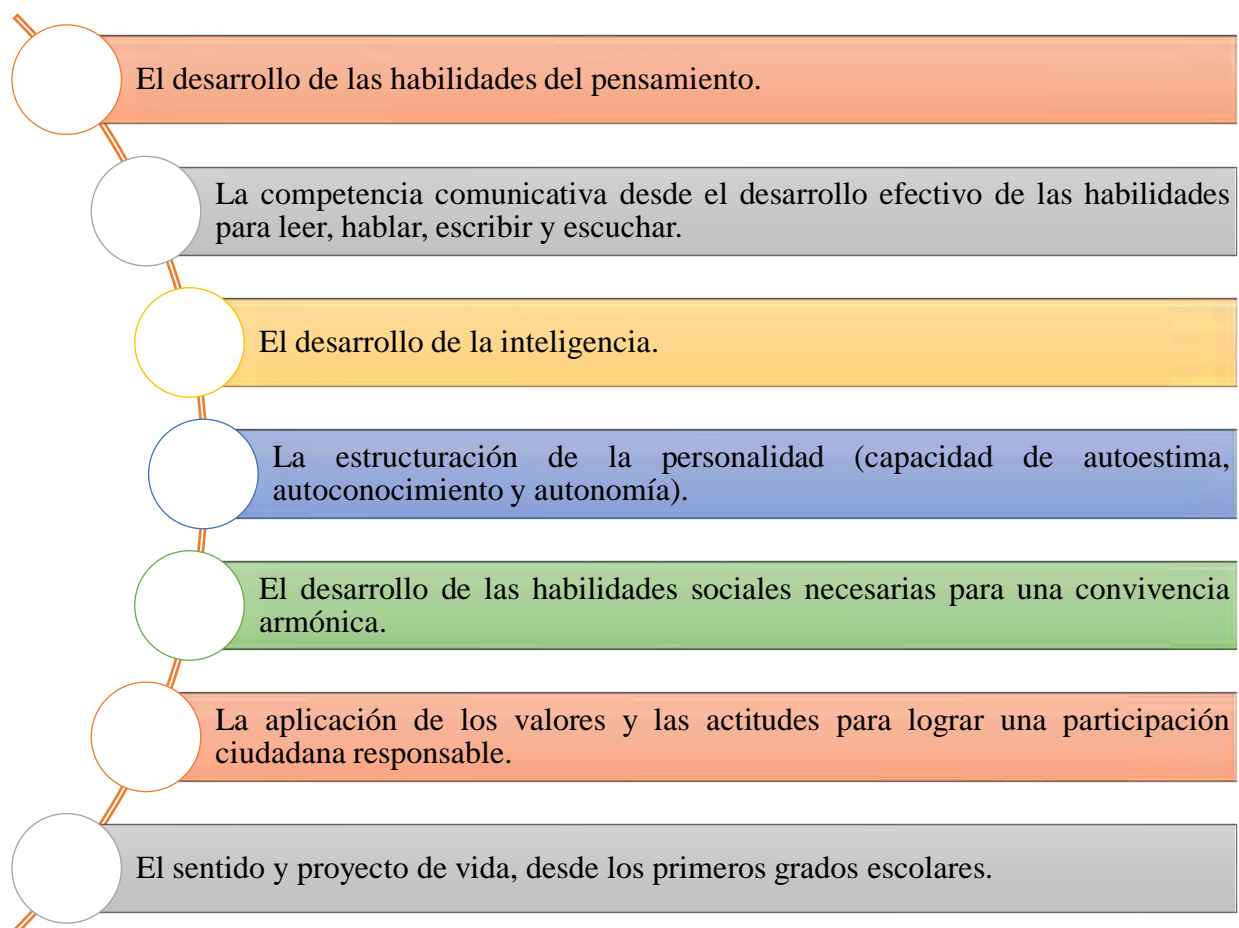 El desarrollo de las habilidades del pensamiento.
La competencia comunicativa desde el desarrollo efectivo de las habilidades
para leer, hablar, escribir y escuchar.
El desarrollo de la inteligencia.
La estructuración de la personalidad (capacidad de autoestima,
autoconocimiento y autonomía).
El desarrollo de las habilidades sociales necesarias para una convivencia
armónica.
La aplicación de los valores y las actitudes para lograr una participación
ciudadana responsable.
El sentido y proyecto de vida, desde los primeros grados escolares.